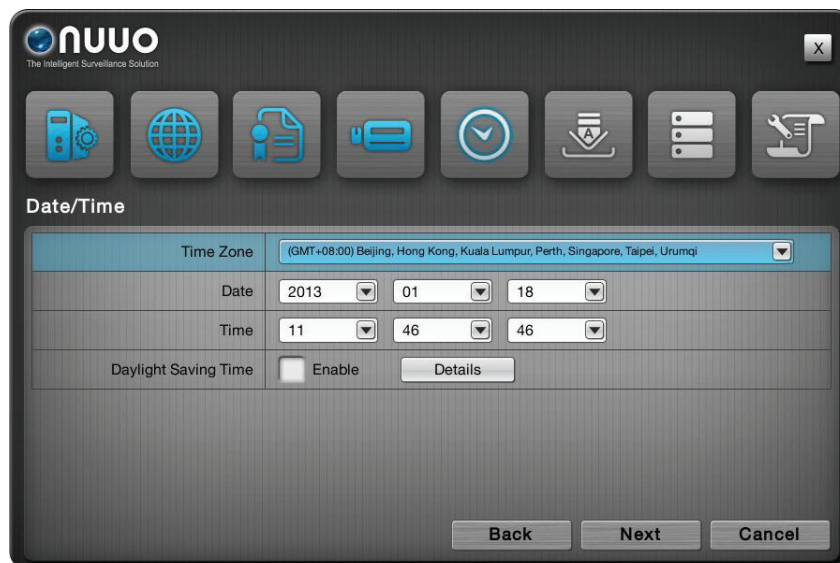 nuuo
The Intelligent Surveillance Solution
X
A
Date/Time
Time Zone (GMT+08:00) Beijing, Hong Kong, Kuala Lumpur, Perth, Singapore, Taipei, Urumqi
Date 2013 01 18
Time 11 46 46
Daylight Saving Time Enable Details
Back Next Cancel